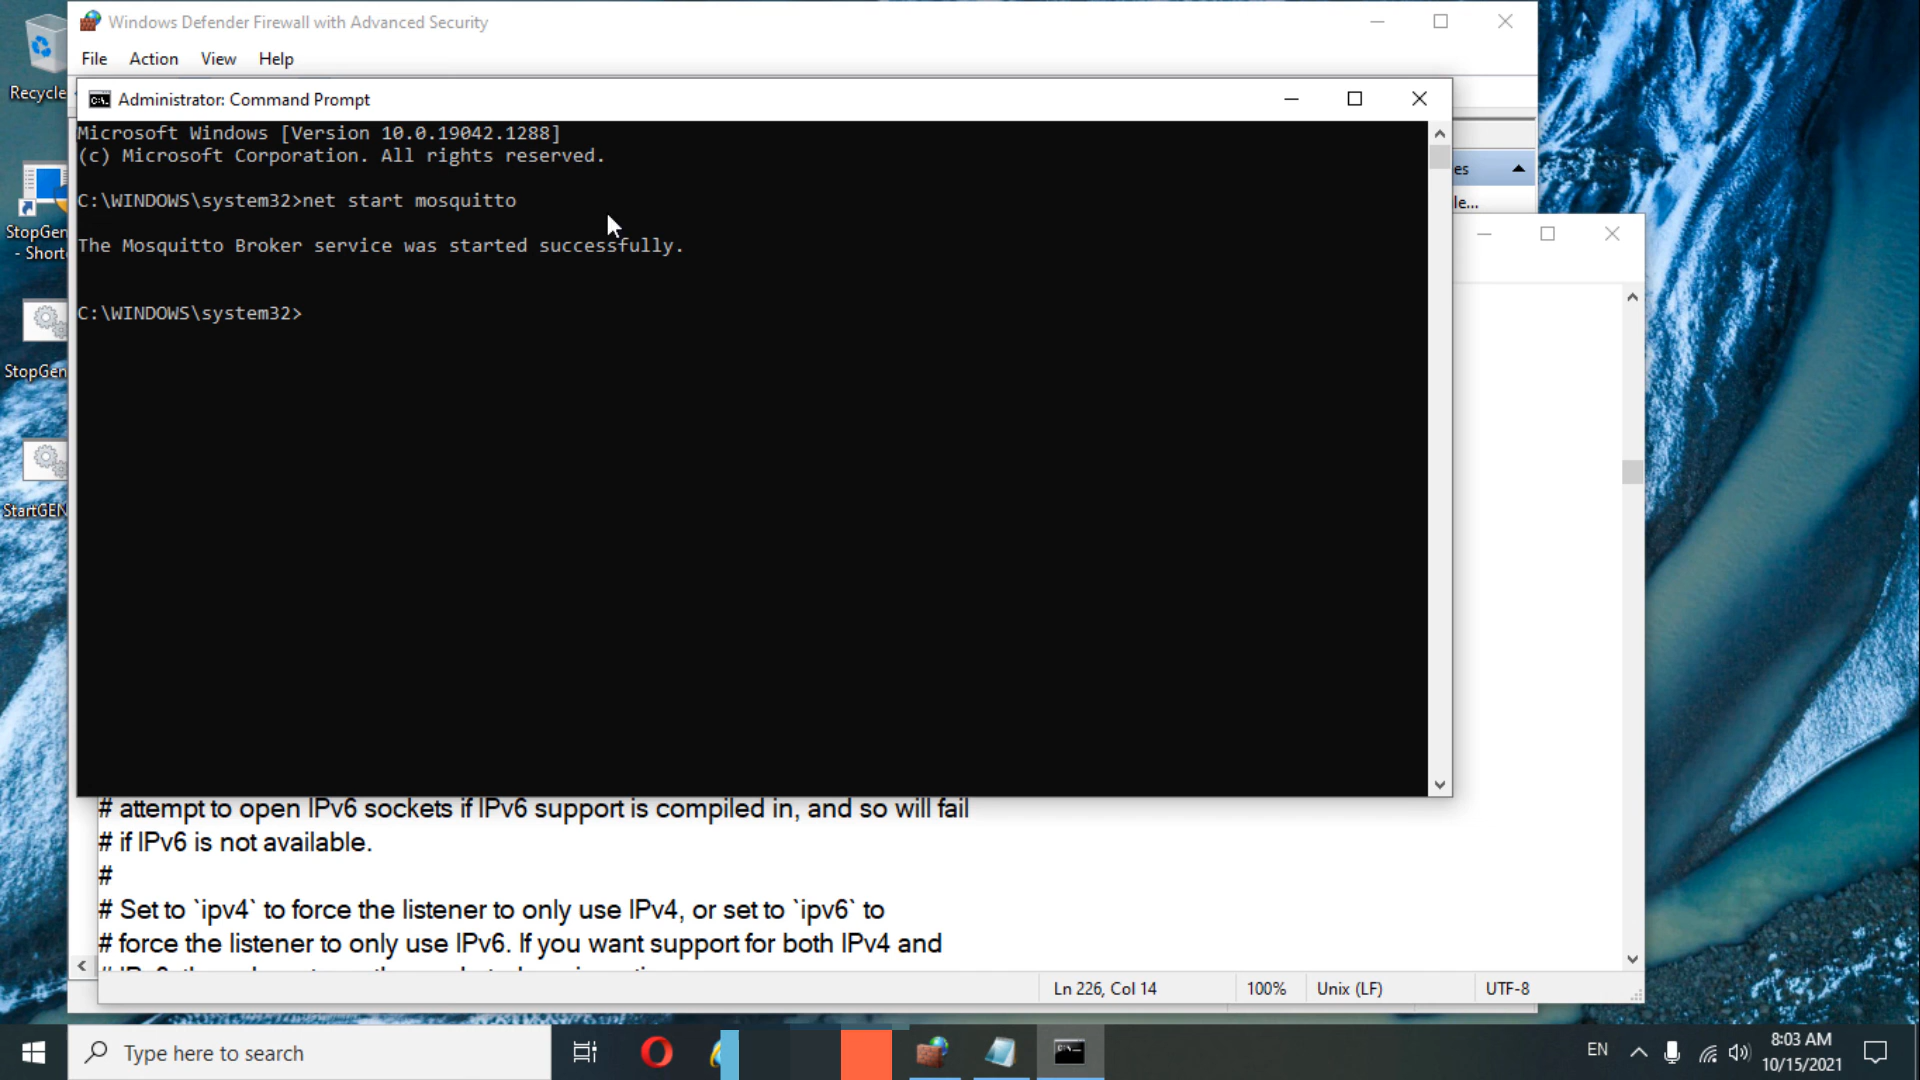 Windows Defender Firewall with Advanced Security
File Action View Help
Recycle
Administrator: Command Prompt
Microsoft Windows [Version 10.0.19042.1288]
(c) Microsoft Corporation. All rights reserved.
C:\WINDOWS\system32>net start mosquitto
The Mosquitto Broker service was started successfully.
C:\WINDOWS\system32>
es
le...
StopGen
- Short
StopGen
StartGEN
# attempt to open IPv6 sockets if IPv6 support is compiled in, and so will fail
# if IPv6 is not available.
#
# Set to `ipv4` to force the listener to only use IPv4, or set to `ipv6` to
# force the listener to only use IPv6. If you want support for both IPv4 and
Ln 226, Col 14 100% Unix (LF) UTF-8
Type here to search
EN
8:03 AM
10/15/2021